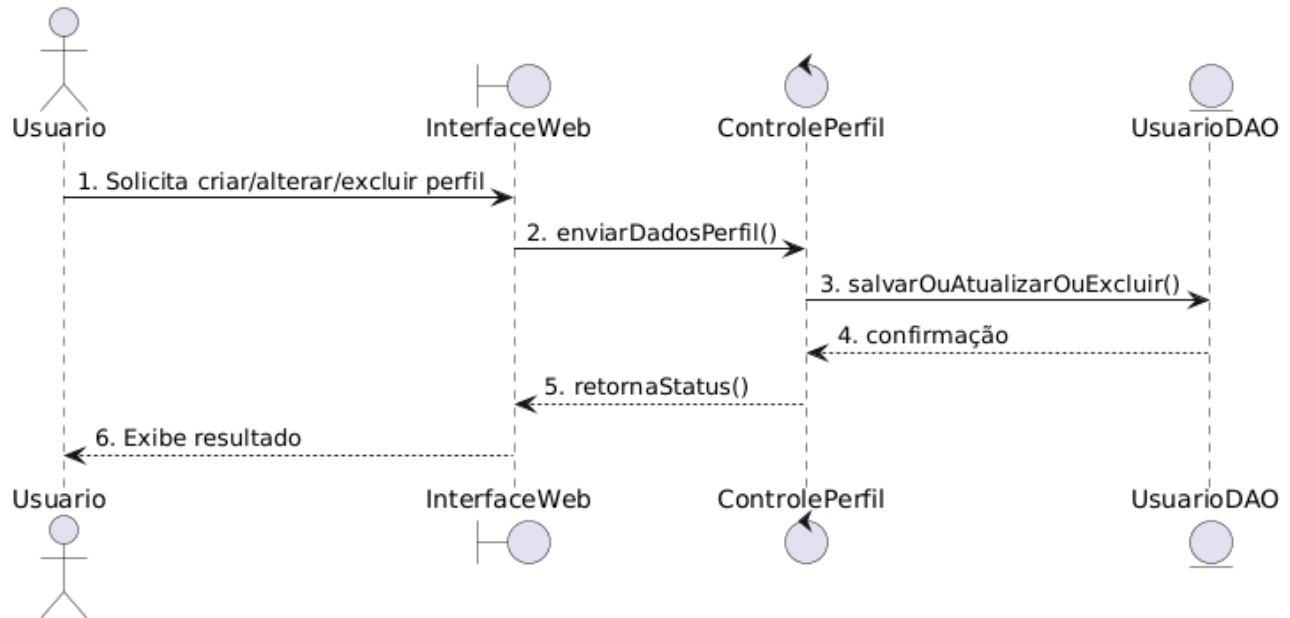 Usuario
InterfaceWeb
ControlePerfil
UsuarioDAO
1. Solicita criar/alterar/excluir perfil
2. enviarDadosPerfil()
3. salvarOuAtualizarOuExcluir()
4. confirmação
5. retornaStatus()
6. Exibe resultado
Usuario
InterfaceWeb
ControlePerfil
UsuarioDAO